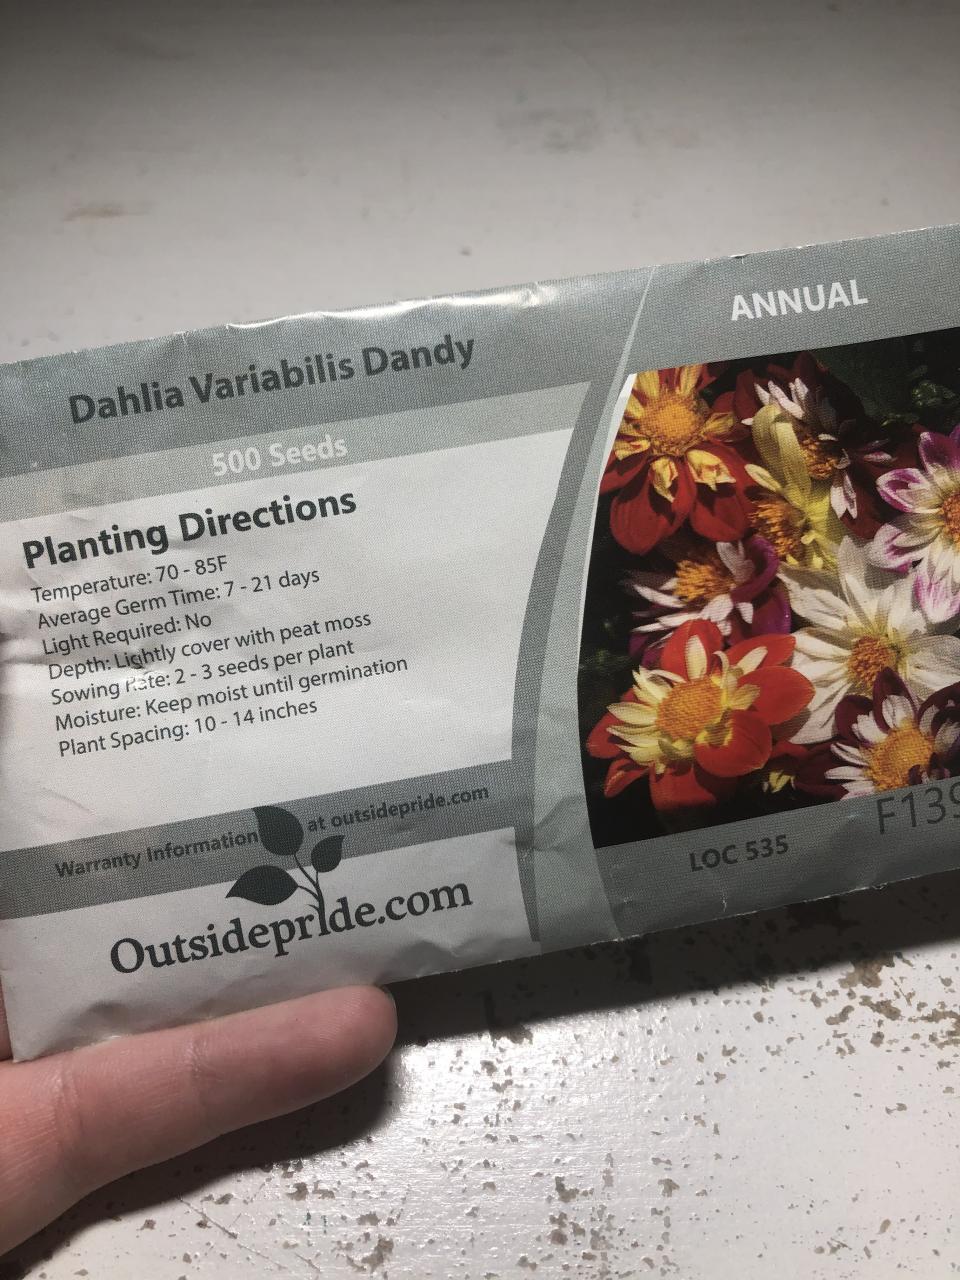 Dahlia Variabilis Dandy
500 Seeds
Planting Directions
Temperature: 70 - 85F
Average Germ Time: 7 - 21 days
Light Required: No
Depth: Lightly cover with peat moss
Sowing Rate: 2 - 3 seeds per plant
Moisture: Keep moist until germination
Plant Spacing: 10 - 14 inches
Warranty Information at outsidepride.com
Outsidepride.com
ANNUAL
LOC 535